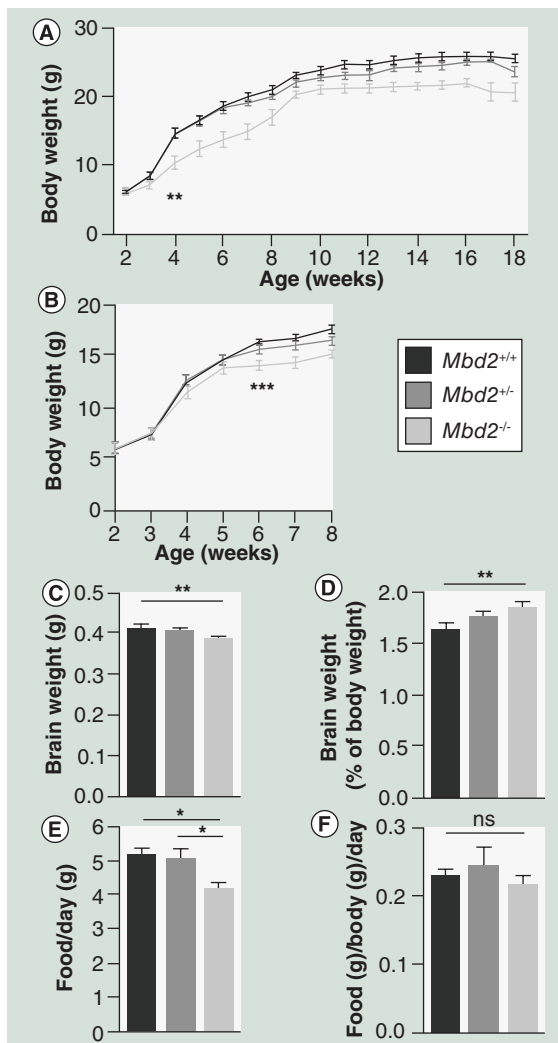 A
Body weight (g)
30
20
10
0
2 4 6 8 10 12 14 16 18
**
Age (weeks)
B
Body weight (g)
20
15
10
5
0
2 3 4 5 6 7 8
***
Age (weeks)
Mbd2+/+
Mbd2+/-
Mbd2-/-
C
Brain weight (g)
0.5
0.4
0.3
0.2
0.1
0.0
**
D
Brain weight
(% of body weight)
2.0
1.5
1.0
0.5
0.0
**
E
Food/day (g)
6
5
4
3
2
1
0
*
*
F
Food (g)/body (g)/day
0.3
0.2
0.1
0.0
ns